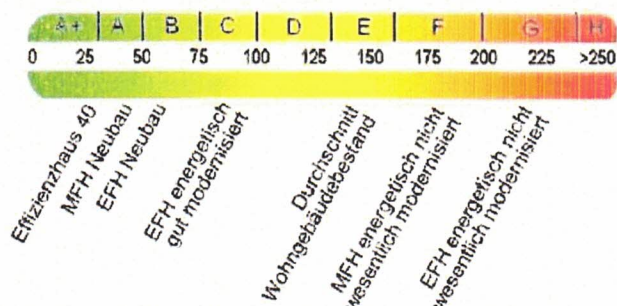 A+ A B C D E F G H
0 25 50 75 100 125 150 175 200 225 >250
Effizienzhaus 40
MFH Neubau
EFH Neubau
EFH energetisch
gut modernisiert
Durchschnitt
Wohngebäudebestand
MFH energetisch nicht
wesentlich modernisiert
EFH energetisch nicht
wesentlich modernisiert